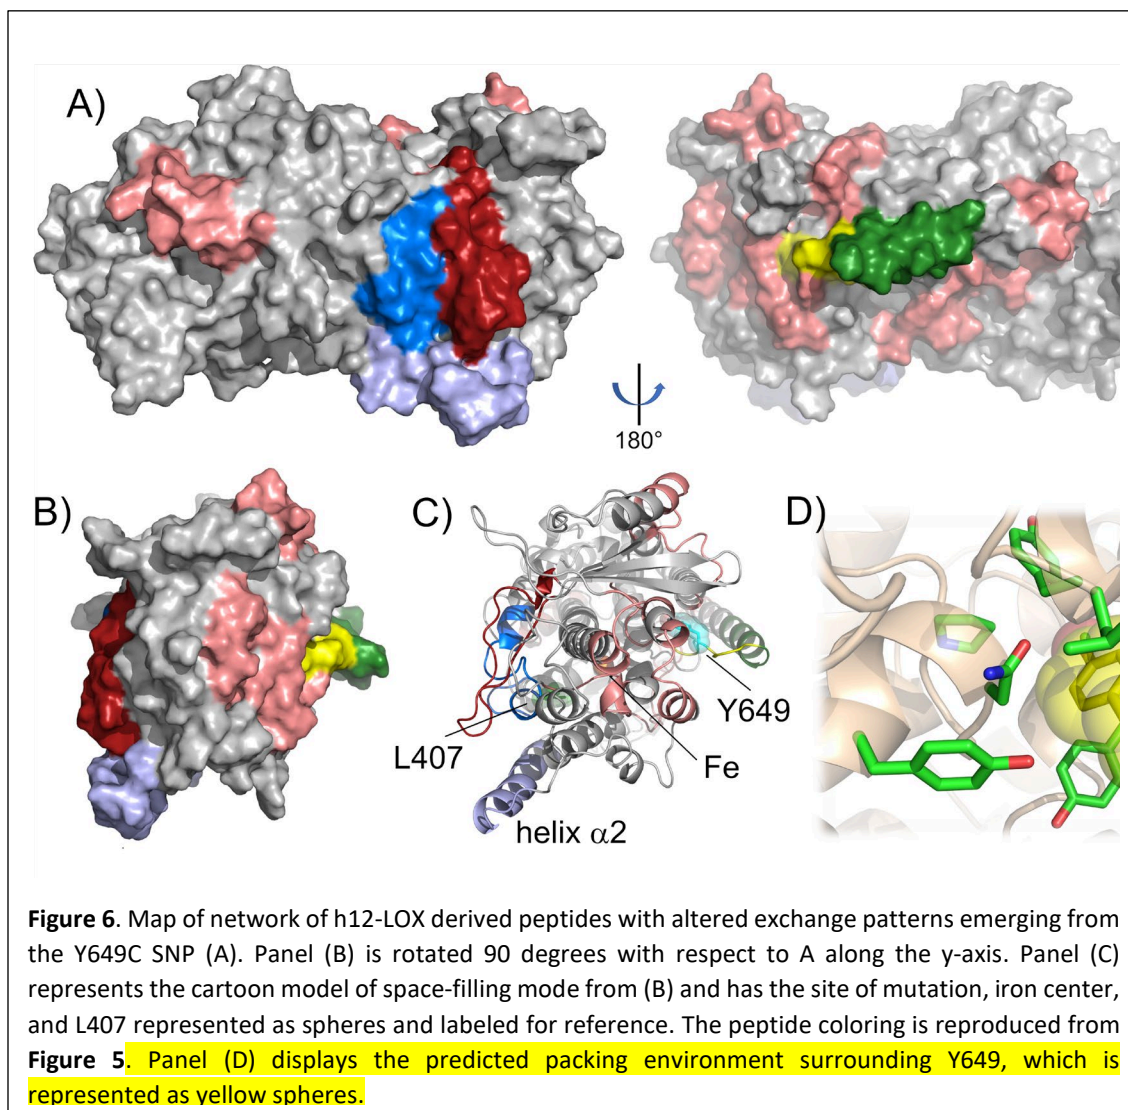 A)
180°
B)
C)
D)
L407
Y649
Fe
helix α2
Figure 6. Map of network of h12-LOX derived peptides with altered exchange patterns emerging from
the Y649C SNP (A). Panel (B) is rotated 90 degrees with respect to A along the y-axis. Panel (C)
represents the cartoon model of space-filling mode from (B) and has the site of mutation, iron center,
and L407 represented as spheres and labeled for reference. The peptide coloring is reproduced from
Figure 5. Panel (D) displays the predicted packing environment surrounding Y649, which is
represented as yellow spheres.